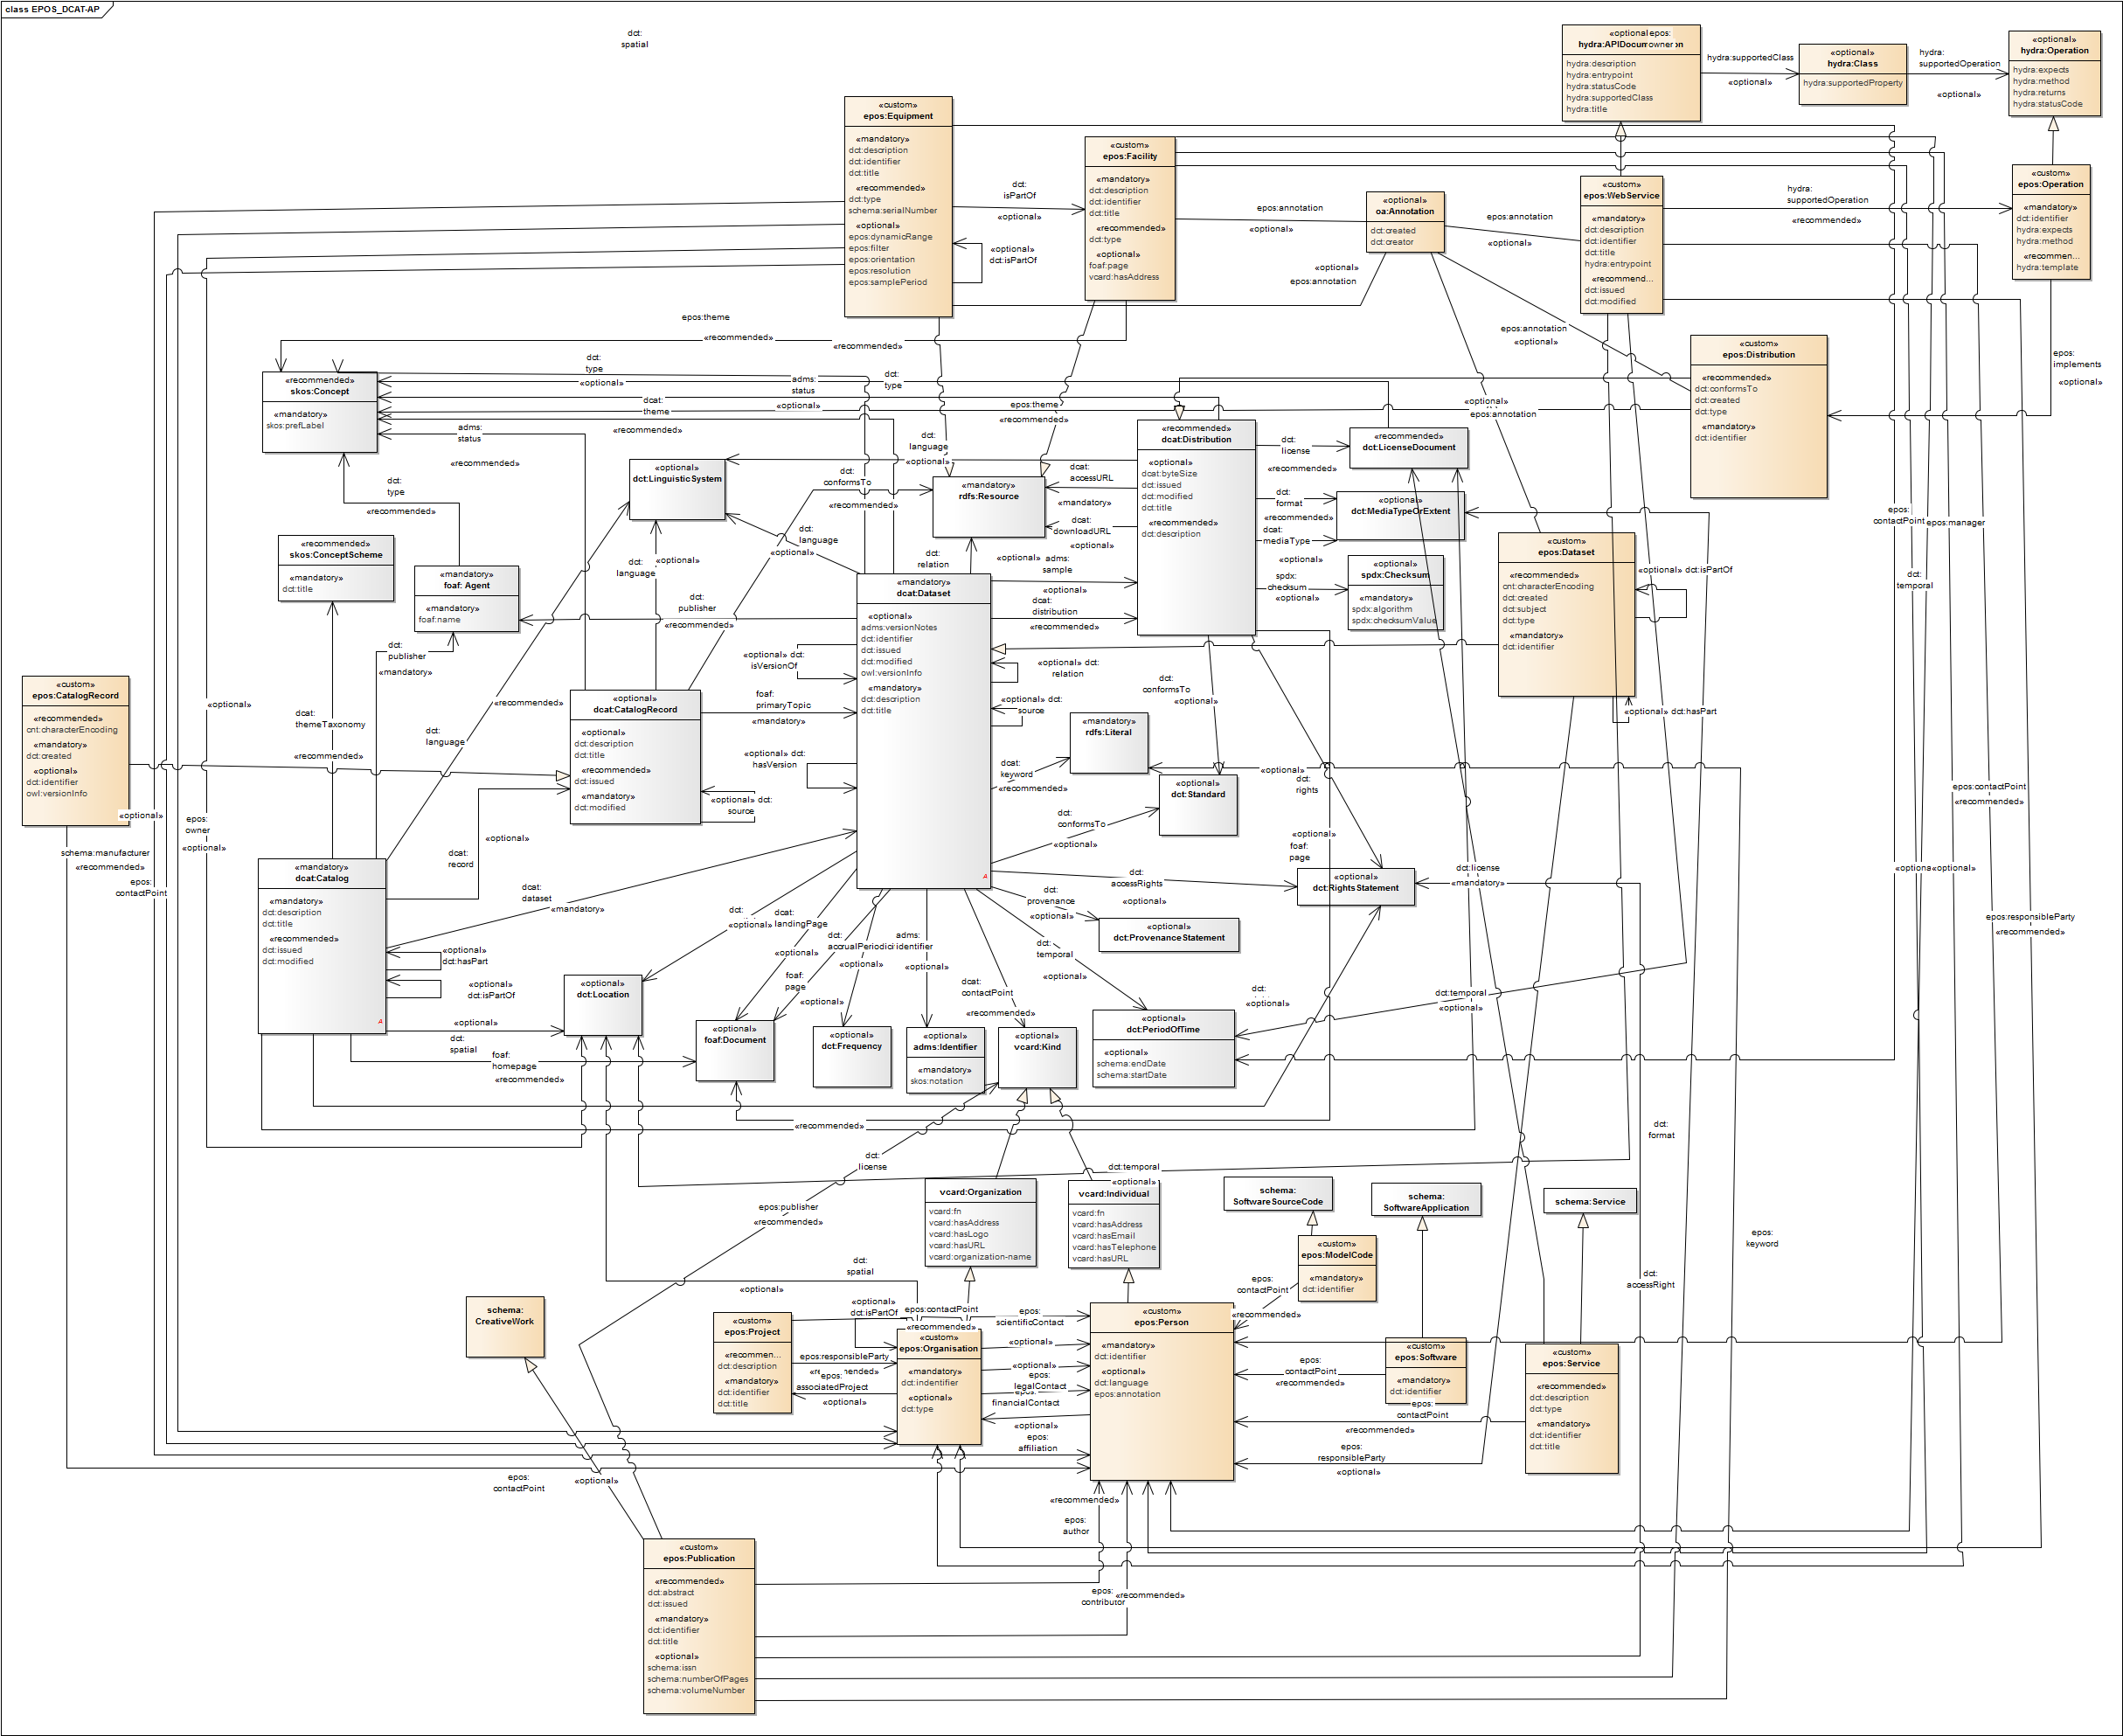 class EPOS_DCAT-AP
dct:
spatial
«optional»epos:
hydra:APIDocumowner›n
hydra:description
hydra:entrypoint
hydra:statusCode
hydra:supportedClass
hydra:title
hydra:supportedClass
«optional»
«optional»
hydra:Class
hydra:supportedProperty
hydra:
supportedOperation
«optional»
«optional»
hydra:Operation
hydra:expects
hydra:method
hydra:returns
hydra:statusCode
«custom»
epos:Equipment
«mandatory»
dct:description
dct:identifier
dct:title
«recommended»
dct:type
schema:serialNumber
«optional»
epos:dynamicRange
epos:filter
epos:orientation
epos:resolution
epos:samplePeriod
dct:
isPartOf
«optional»
«optional»
dct:isPartOf
«custom»
epos:Facility
«mandatory»
dct:description
dct:identifier
dct:title
«recommended»
dct:type
«optional»
foaf:page
vcard:hasAddress
epos:annotation
«optional»
«optional»
oa:Annotation
dct:created
dct:creator
epos:annotation
«optional»
«optional»
epos:annotation
«custom»
epos:WebService
«mandatory»
dct:description
dct:identifier
dct:title
hydra:entrypoint
«recommend...
dct:issued
dct:modified
hydra:
supportedOperation
«recommended»
«custom»
epos:Operation
«mandatory»
dct:identifier
hydra:expects
hydra:method
«recommen...
hydra:template
epos:annotation
«optional»
«custom»
epos:Distribution
«recommended»
dct:conformsTo
dct:created
dct:type
«mandatory»
dct:identifier
epos:
implements
«optional»
epos:theme
«recommended»
«recommended»
«recommended»
skos:Concept
«mandatory»
skos:prefLabel
dct:
type
«optional»
adms:
status
dct:
type
dcat:
theme
«optional»
epos:theme
«recommended»
«recommended»
adms:
status
«recommended»
«optional»
epos:annotation
dct:
language
«optional»
«optional»
dct:LinguisticSystem
dct:
conformsTo
«recommended»
«mandatory»
rdfs:Resource
dcat:
accessURL
«mandatory»
dcat:
downloadURL
«optional»
«recommended»
dcat:Distribution
«optional»
dcat:byteSize
dct:issued
dct:modified
dct:title
«recommended»
dct:description
dct:
license
«recommended»
«recommended»
dct:LicenseDocument
dct:
format
«recommended»
«optional»
dct:MediaTypeOrExtent
dcat:
mediaType
«optional»
spdx:
checksum
«optional»
«optional»
spdx:Checksum
«mandatory»
spdx:algorithm
spdx:checksumValue
«custom»
epos:Dataset
«recommended»
cnt:characterEncoding
dct:created
dct:subject
dct:type
«mandatory»
dct:identifier
«optional» dct:isPartOf
«optional» dct:hasPart
epos:
contactPoint
epos:manager
dct:
temporal
dct:
type
«recommended»
«recommended»
skos:ConceptScheme
«mandatory»
dct:title
«mandatory»
foaf: Agent
«mandatory»
foaf:name
dct:
language
«optional»
dct:
language
«optional»
dct:
publisher
«recommended»
dct:
relation
«optional»
adms:
sample
«optional»
dcat:
distribution
«recommended»
«mandatory»
dcat:Dataset
«optional»
adms:versionNotes
dct:identifier
dct:issued
dct:modified
owl:versionInfo
«mandatory»
dct:description
dct:title
A
«optional» dct:
isVersionOf
«optional» dct:
relation
«optional» dct:
source
«optional» dct:
hasVersion
dct:
publisher
«mandatory»
«custom»
epos:CatalogRecord
«recommended»
cnt:characterEncoding
«mandatory»
dct:created
«optional»
dct:identifier
owl:versionInfo
«optional»
dcat:
themeTaxonomy
«recommended»
dct:
language
«recommended»
«optional»
dcat:CatalogRecord
«optional»
dct:description
dct:title
«recommended»
dct:issued
«mandatory»
dct:modified
foaf:
primaryTopic
«mandatory»
«optional» dct:
source
dct:
conformsTo
«optional»
«mandatory»
rdfs:Literal
dcat:
keyword
«recommended»
«optional»
dct:Standard
dct:
conformsTo
«optional»
«optional»
dct:
rights
«optional»
foaf:
page
«optional»
epos:
owner
«optional»
schema:manufacturer
«recommended»
epos:
contactPoint
«optional»
dcat:
record
«mandatory»
dcat:Catalog
«mandatory»
dct:description
dct:title
«recommended»
dct:issued
dct:modified
A
«optional»
dct:hasPart
«optional»
dct:isPartOf
dcat:
dataset
«mandatory»
dct:
accessRights
«optional»
«optional»
dct:RightsStatement
dct:license
«mandatory»
dct:
provenance
«optional»
dct:ProvenanceStatement
dct:
«optional»
dcat:
landingPage
«optional»
dct:
accrualPeriodici
«optional»
adms:
identifier
«optional»
foaf:
page
«optional»
dcat:
contactPoint
«recommended»
dct:
temporal
«optional»
«optional»
dct:Location
«optional»
dct:
spatial
foaf:
homepage
«recommended»
«optional»
foaf:Document
«optional»
dct:Frequency
«optional»
adms:Identifier
«mandatory»
skos:notation
«optional»
vcard:Kind
«optional»
dct:PeriodOfTime
«optional»
schema:endDate
schema:startDate
dct:
«optional»
dct:temporal
«optional»
epos:contactPoint
«recommended»
«optional»
epos:responsibleParty
«recommended»
«recommended»
dct:
license
dct:temporal
«optional»
dct:
format
epos:publisher
«recommended»
vcard:Organization
vcard:fn
vcard:hasAddress
vcard:hasLogo
vcard:hasURL
vcard:organization-name
vcard:Individual
vcard:fn
vcard:hasAddress
vcard:hasEmail
vcard:hasTelephone
vcard:hasURL
schema:
SoftwareSourceCode
schema:
SoftwareApplication
schema:Service
epos:
keyword
dct:
accessRight
«custom»
epos:ModelCode
«mandatory»
dct:identifier
epos:
contactPoint
«recommended»
dct:
spatial
«optional»
schema:
CreativeWork
«custom»
epos:Project
«recommen...
dct:description
«mandatory»
dct:identifier
dct:title
«optional»
dct:isPartOf
epos:contactPoint
«recommended»
epos:
scientificContact
«optional»
epos:responsibleParty
epos:
associatedProject
«optional»
«custom»
epos:Organisation
«mandatory»
dct:indentifier
«optional»
dct:type
«optional»
epos:
legalContact
epos:
financialContact
«optional»
epos:
affiliation
«custom»
epos:Person
«mandatory»
dct:identifier
«optional»
dct:language
epos:annotation
epos:
contactPoint
«recommended»
«custom»
epos:Software
«mandatory»
dct:identifier
epos:
contactPoint
«recommended»
«custom»
epos:Service
«recommended»
dct:description
dct:type
«mandatory»
dct:identifier
dct:title
epos:
responsibleParty
«optional»
epos:
contactPoint
«optional»
«recommended»
epos:
author
epos:
contributor
«recommended»
«custom»
epos:Publication
«recommended»
dct:abstract
dct:issued
«mandatory»
dct:identifier
dct:title
«optional»
schema:issn
schema:numberOfPages
schema:volumeNumber